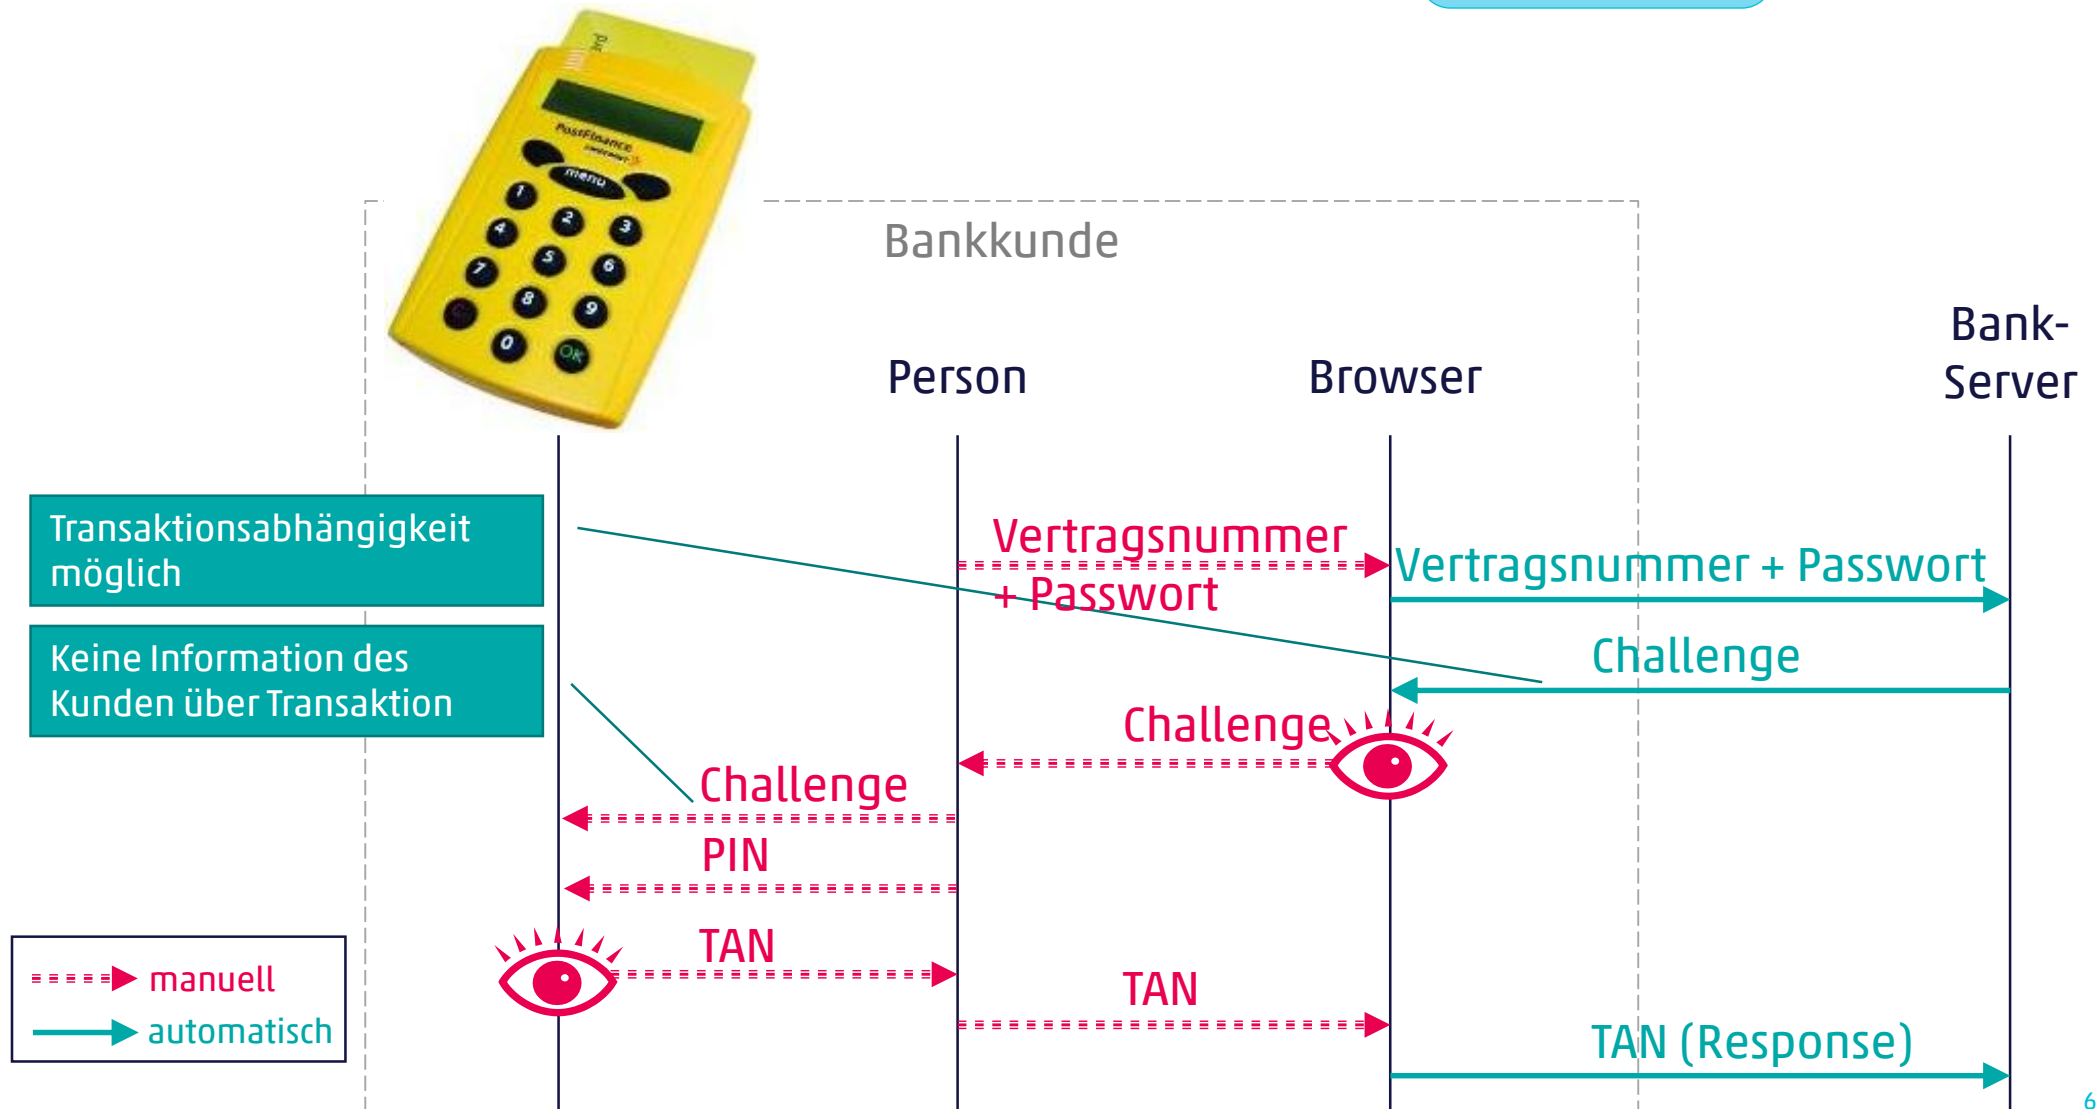 PostFinance
menu
1
2
3
4
5
6
7
8
9
0
OK
Bankkunde
Bank-
Server
Person
Browser
Transaktionsabhängigkeit
möglich
Keine Information des
Kunden über Transaktion
Vertragsnummer
+ Passwort
Vertragsnummer + Passwort
Challenge
Challenge
Challenge
PIN
TAN
TAN
TAN (Response)
manuell
automatisch
6